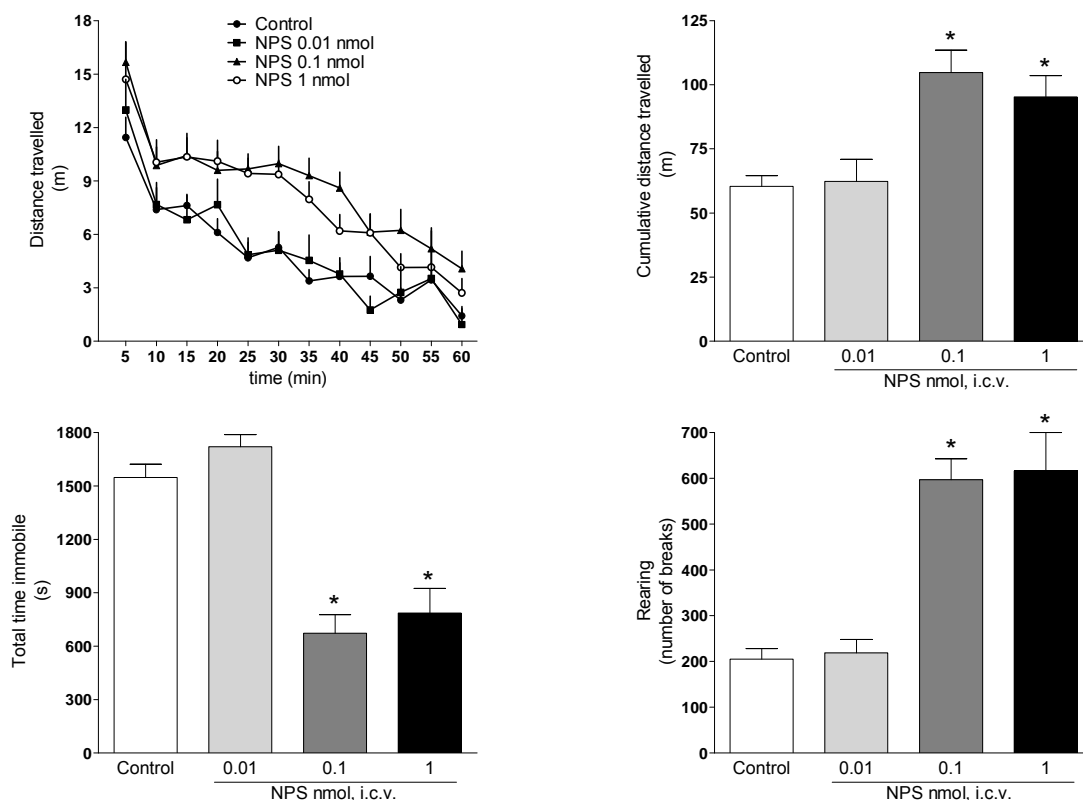 18
15
12
9
6
3
0
Distance travelled
(m)
Control
NPS 0.01 nmol
NPS 0.1 nmol
NPS 1 nmol
5 10 15 20 25 30 35 40 45 50 55 60
time (min)
125
100
75
50
25
0
Cumulative distance travelled
(m)
*
*
Control 0.01 0.1 1
NPS nmol, i.c.v.
1800
1500
1200
900
600
300
0
Total time immobile
(s)
*
*
Control 0.01 0.1 1
NPS nmol, i.c.v.
700
600
500
400
300
200
100
0
Rearing
(number of breaks)
*
*
Control 0.01 0.1 1
NPS nmol, i.c.v.